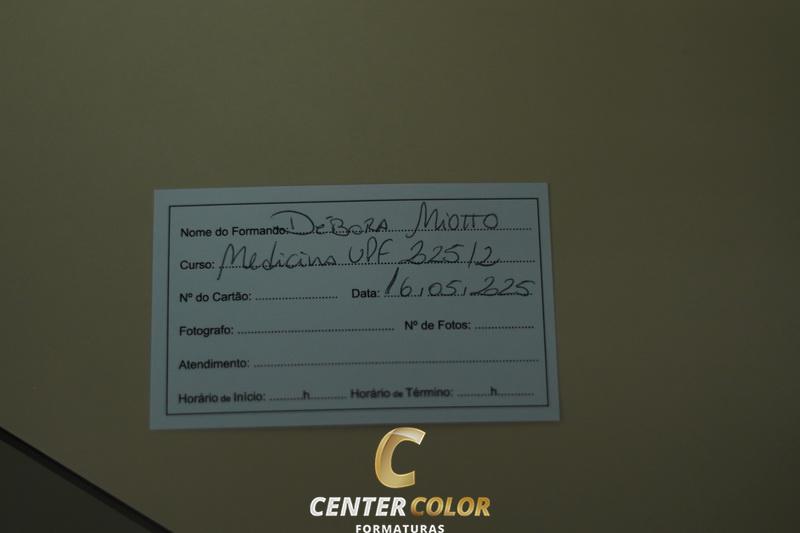 Nome do Formando: DéBORA MIOTTO
Curso: Medicina UPF 2025/2
Nº do Cartão: ........................ Data: 16.05.2025
Fotografo: ............................................. Nº de Fotos: .................
Atendimento: ................................................................................
Horário de Início: ..........h........... Horário de Término: ..........h...........
CENTER COLOR
FORMATURAS